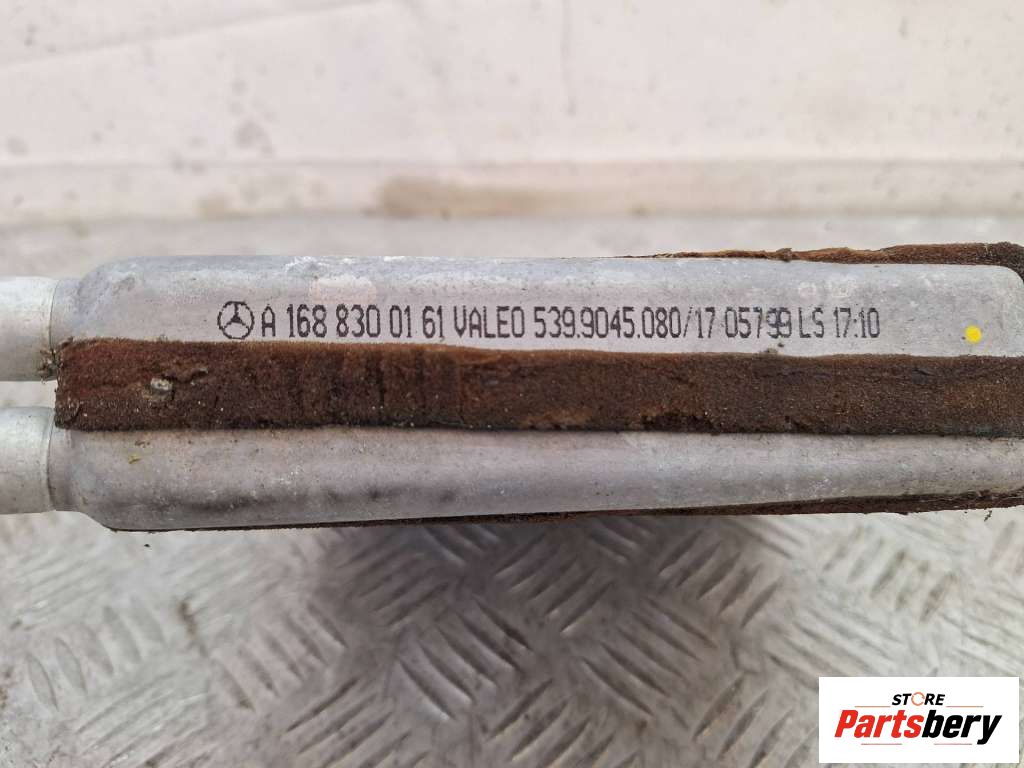 A 168 830 01 61 VALEO 539.9045.080/17 05799 LS 17:10
STORE
Partsbery